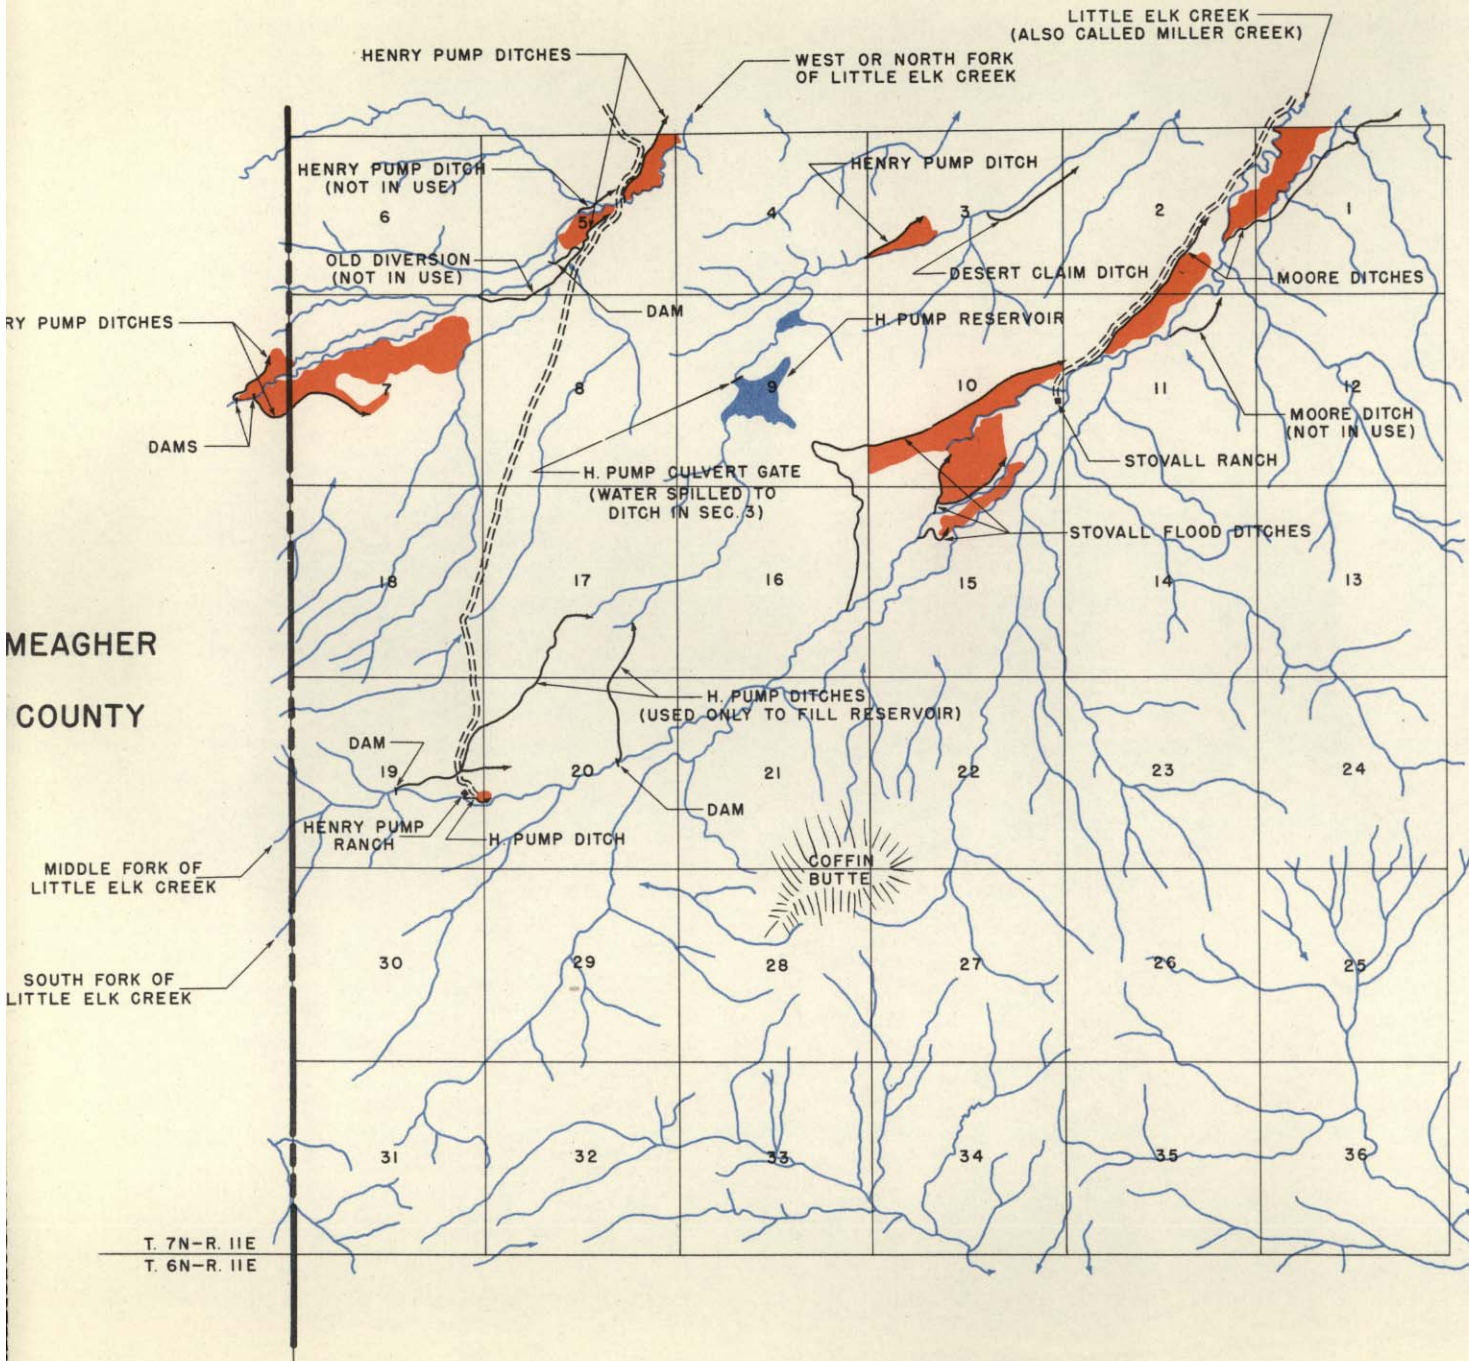 LITTLE ELK CREEK
(ALSO CALLED MILLER CREEK)
HENRY PUMP DITCHES
WEST OR NORTH FORK
OF LITTLE ELK CREEK
HENRY PUMP DITCH
(NOT IN USE)
HENRY PUMP DITCH
6
5
4
3
2
1
OLD DIVERSION
(NOT IN USE)
DESERT CLAIM DITCH
MOORE DITCHES
DAM
RY PUMP DITCHES
H. PUMP RESERVOIR
7
8
9
10
11
12
MOORE DITCH
(NOT IN USE)
DAMS
STOVALL RANCH
H. PUMP CULVERT GATE
(WATER SPILLED TO
DITCH IN SEC. 3)
STOVALL FLOOD DITCHES
18
17
16
15
14
13
MEAGHER
COUNTY
H. PUMP DITCHES
(USED ONLY TO FILL RESERVOIR)
DAM
19
20
21
22
23
24
DAM
HENRY PUMP
RANCH
H. PUMP DITCH
COFFIN
BUTTE
MIDDLE FORK OF
LITTLE ELK CREEK
30
29
28
27
26
25
SOUTH FORK OF
LITTLE ELK CREEK
31
32
33
34
35
36
T. 7N-R. 11E
T. 6N-R. 11E